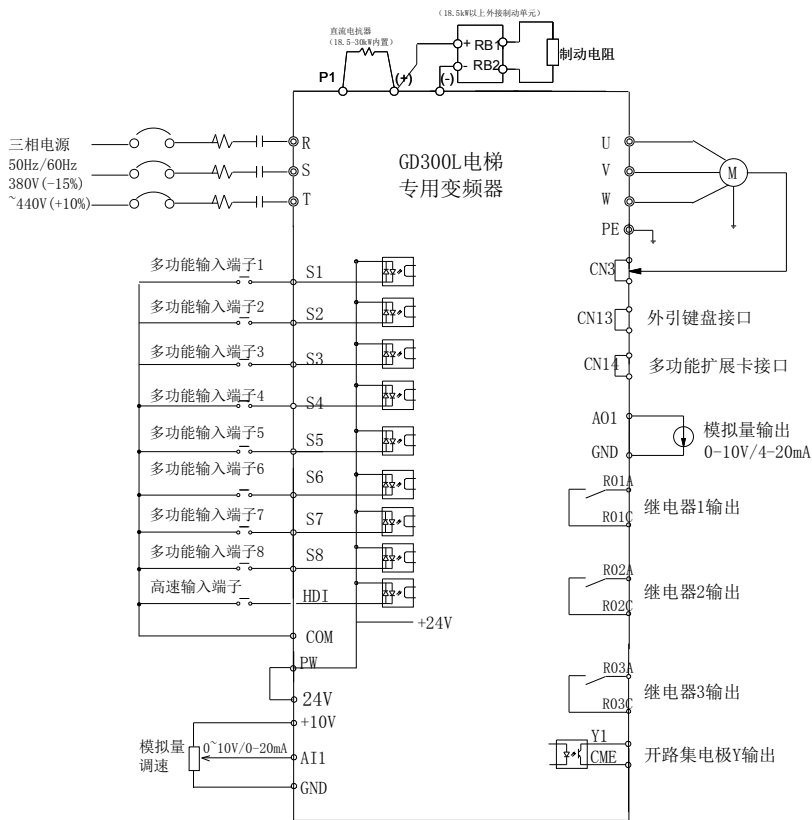 (18.5kW以上外接制动单元)
直流电抗器
(18.5-30kW内置)
+ RB1
- RB2
制动电阻
P1
(+)
(-)
三相电源
50Hz/60Hz
380V(-15%)
~440V(+10%)
R
S
T
GD300L电梯
专用变频器
U
V
W
PE
M
CN3
CN13
外引键盘接口
CN14
多功能扩展卡接口
AO1
GND
模拟量输出
0-10V/4-20mA
多功能输入端子1
S1
多功能输入端子2
S2
多功能输入端子3
S3
多功能输入端子4
S4
多功能输入端子5
S5
多功能输入端子6
S6
多功能输入端子7
S7
多功能输入端子8
S8
高速输入端子
HDI
+24V
COM
PW
24V
+10V
模拟量
调速
0~10V/0-20mA
AI1
GND
RO1A
RO1C
继电器1输出
RO2A
RO2C
继电器2输出
RO3A
RO3C
继电器3输出
Y1
CME
开路集电极Y输出